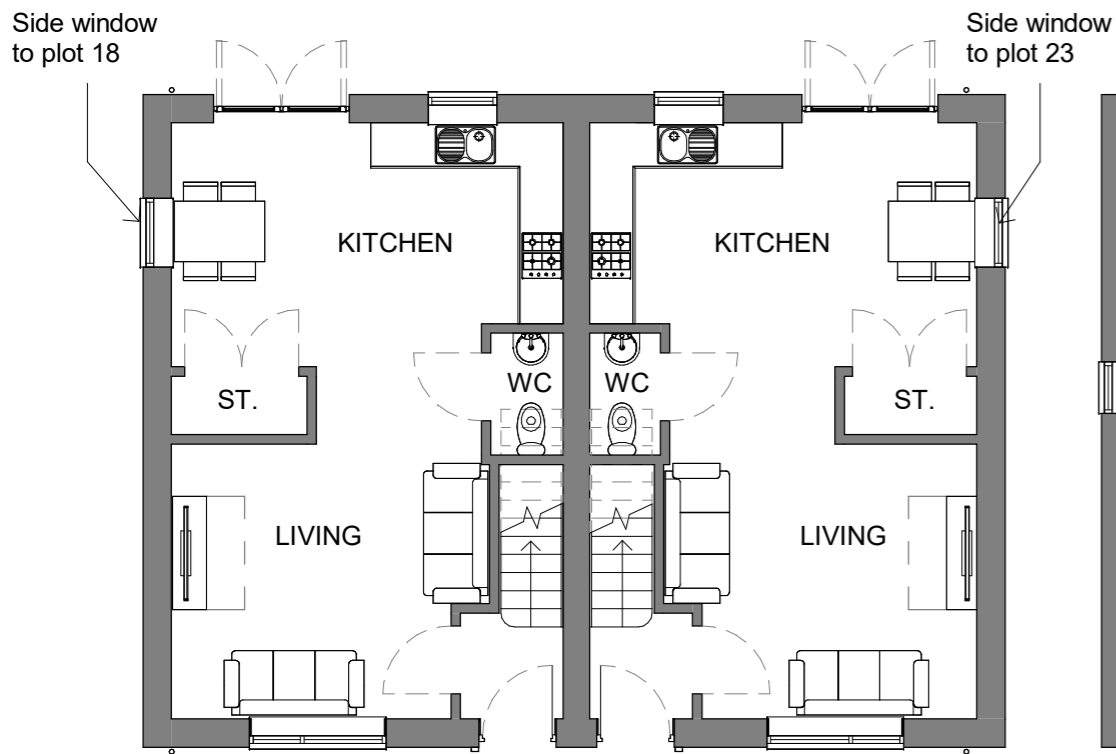 Side window
to plot 18
Side window
to plot 23
KITCHEN
KITCHEN
WC
WC
ST.
ST.
LIVING
LIVING